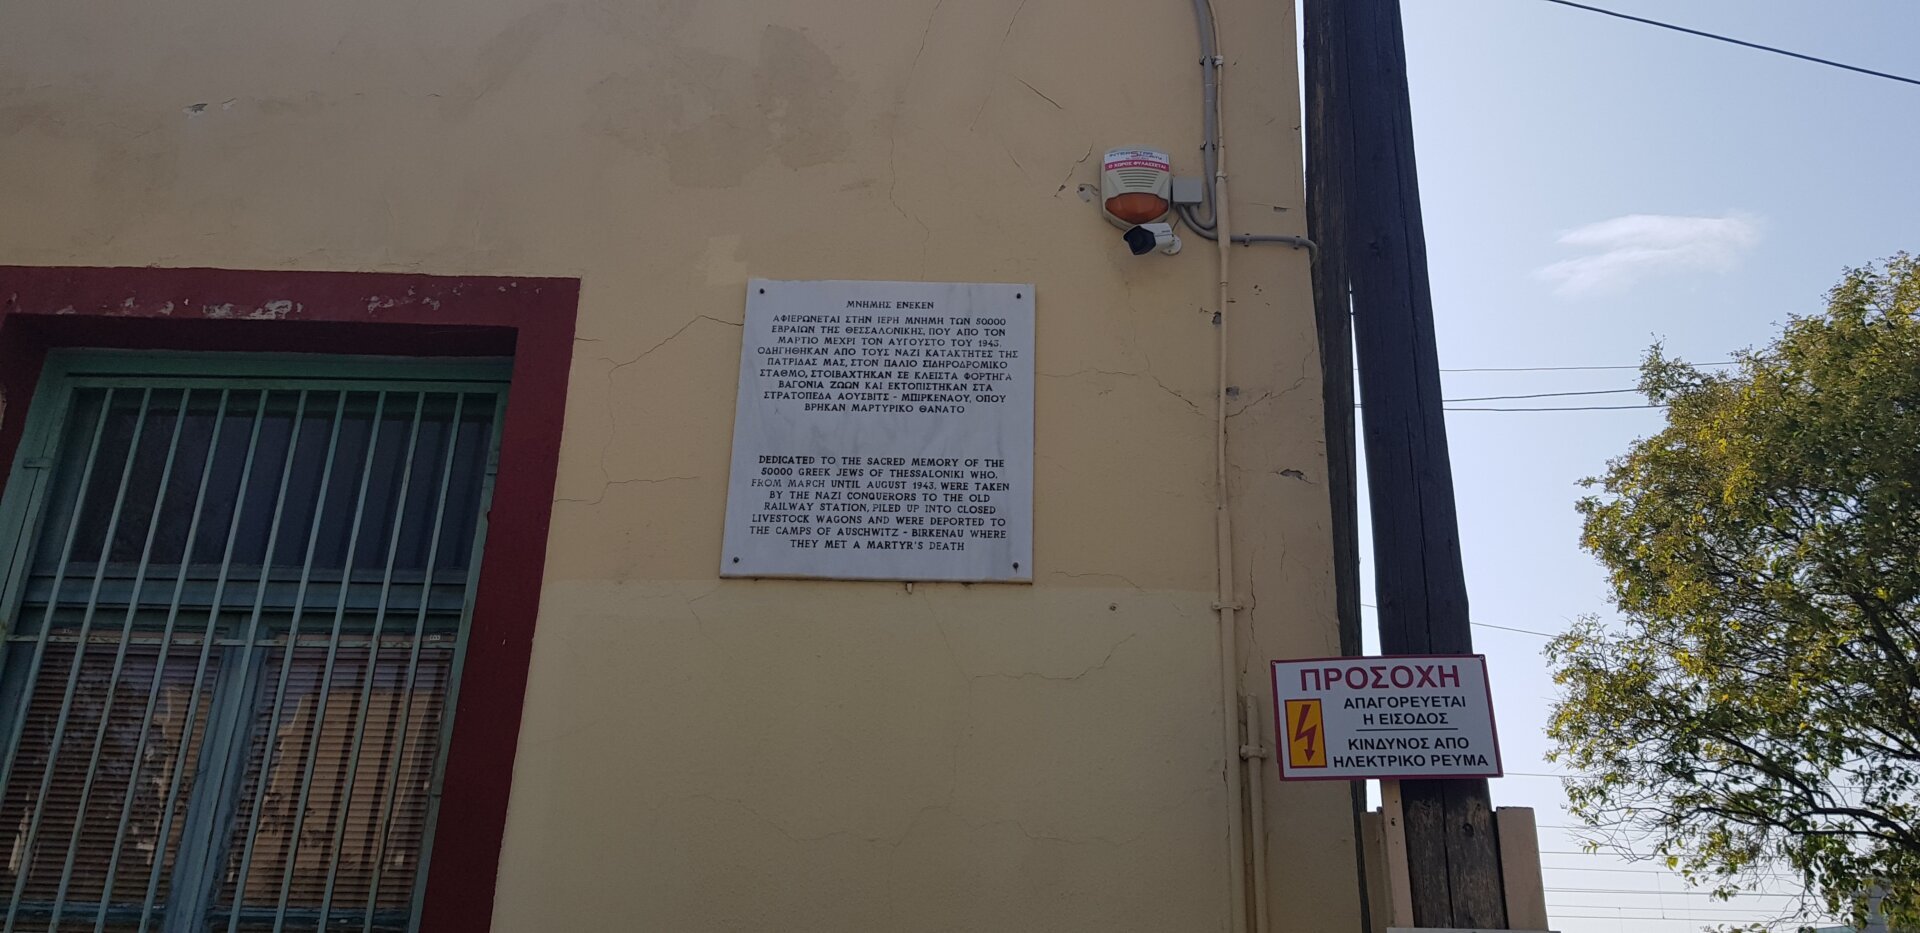 ΜΝΗΜΗΣ ΕΝΕΚΕΝ
ΑΦΙΕΡΩΝΕΤΑΙ ΣΤΗΝ ΙΕΡΗ ΜΝΗΜΗ ΤΩΝ 50000
ΕΒΡΑΙΩΝ ΤΗΣ ΘΕΣΣΑΛΟΝΙΚΗΣ, ΠΟΥ ΑΠΟ ΤΟΝ
ΜΑΡΤΙΟ ΜΕΧΡΙ ΤΟΝ ΑΥΓΟΥΣΤΟ ΤΟΥ 1943,
ΟΔΗΓΗΘΗΚΑΝ ΑΠΟ ΤΟΥΣ ΝΑΖΙ ΚΑΤΑΚΤΗΤΕΣ ΤΗΣ
ΠΑΤΡΙΔΑΣ ΜΑΣ, ΣΤΟΝ ΠΑΛΙΟ ΣΙΔΗΡΟΔΡΟΜΙΚΟ
ΣΤΑΘΜΟ, ΣΤΟΙΒΑΧΤΗΚΑΝ ΣΕ ΚΛΕΙΣΤΑ ΦΟΡΤΗΓΑ
ΒΑΓΟΝΙΑ ΖΩΩΝ ΚΑΙ ΕΚΤΟΠΙΣΤΗΚΑΝ ΣΤΑ
ΣΤΡΑΤΟΠΕΔΑ ΑΟΥΣΒΙΤΣ - ΜΠΙΡΚΕΝΑΟΥ, ΟΠΟΥ
ΒΡΗΚΑΝ ΜΑΡΤΥΡΙΚΟ ΘΑΝΑΤΟ
DEDICATED TO THE SACRED MEMORY OF THE
50000 GREEK JEWS OF THESSALONIKI WHO,
FROM MARCH UNTIL AUGUST 1943, WERE TAKEN
BY THE NAZI CONQUERORS TO THE OLD
RAILWAY STATION, PILED UP INTO CLOSED
LIVESTOCK WAGONS AND WERE DEPORTED TO
THE CAMPS OF AUSCHWITZ - BIRKENAU WHERE
THEY MET A MARTYR'S DEATH
Ο ΧΩΡΟΣ ΦΥΛΑΣΣΕΤΑΙ
ΠΡΟΣΟΧΗ
ΑΠΑΓΟΡΕΥΕΤΑΙ
Η ΕΙΣΟΔΟΣ
ΚΙΝΔΥΝΟΣ ΑΠΟ
ΗΛΕΚΤΡΙΚΟ ΡΕΥΜΑ